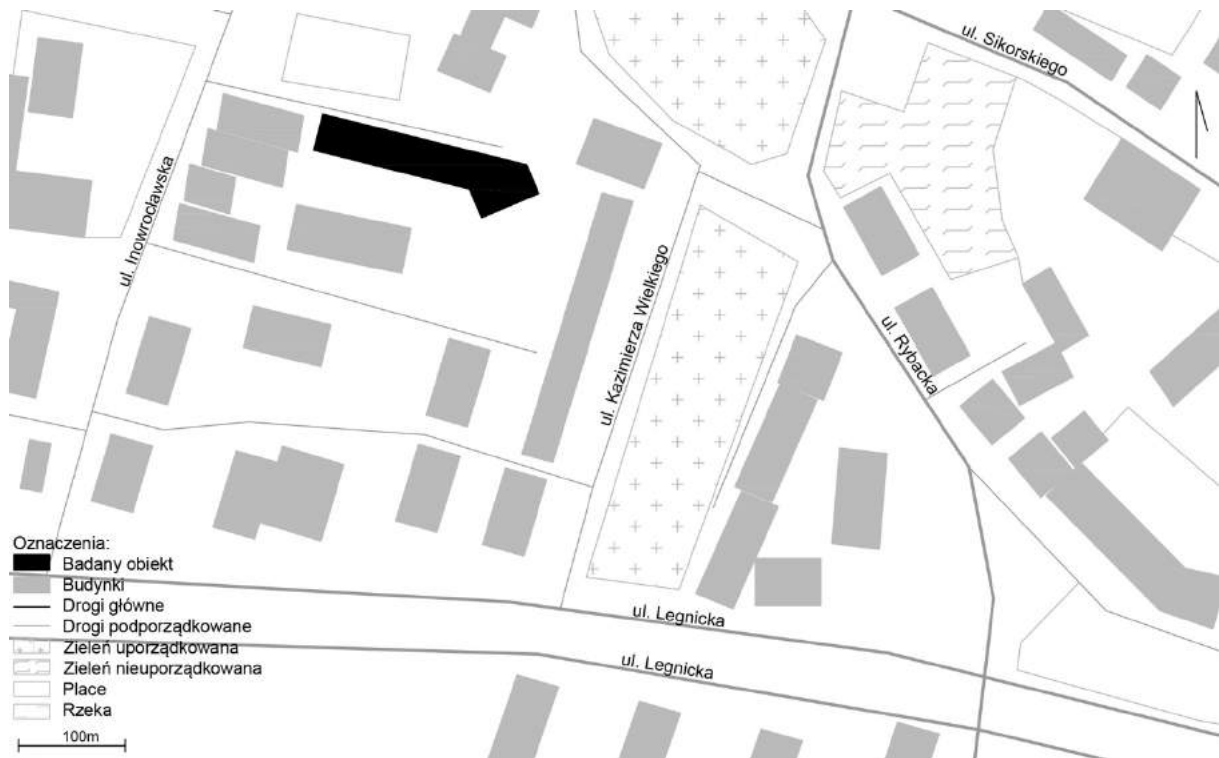 ul. Sikorskiego
ul. Inowrocławska
ul. Kazimierza Wielkiego
ul. Rybacka
ul. Legnicka
ul. Legnicka
Oznaczenia:
Badany obiekt
Budynki
Drogi główne
Drogi podporządkowane
Zieleń uporządkowana
Zieleń nieuporządkowana
Place
Rzeka
100m